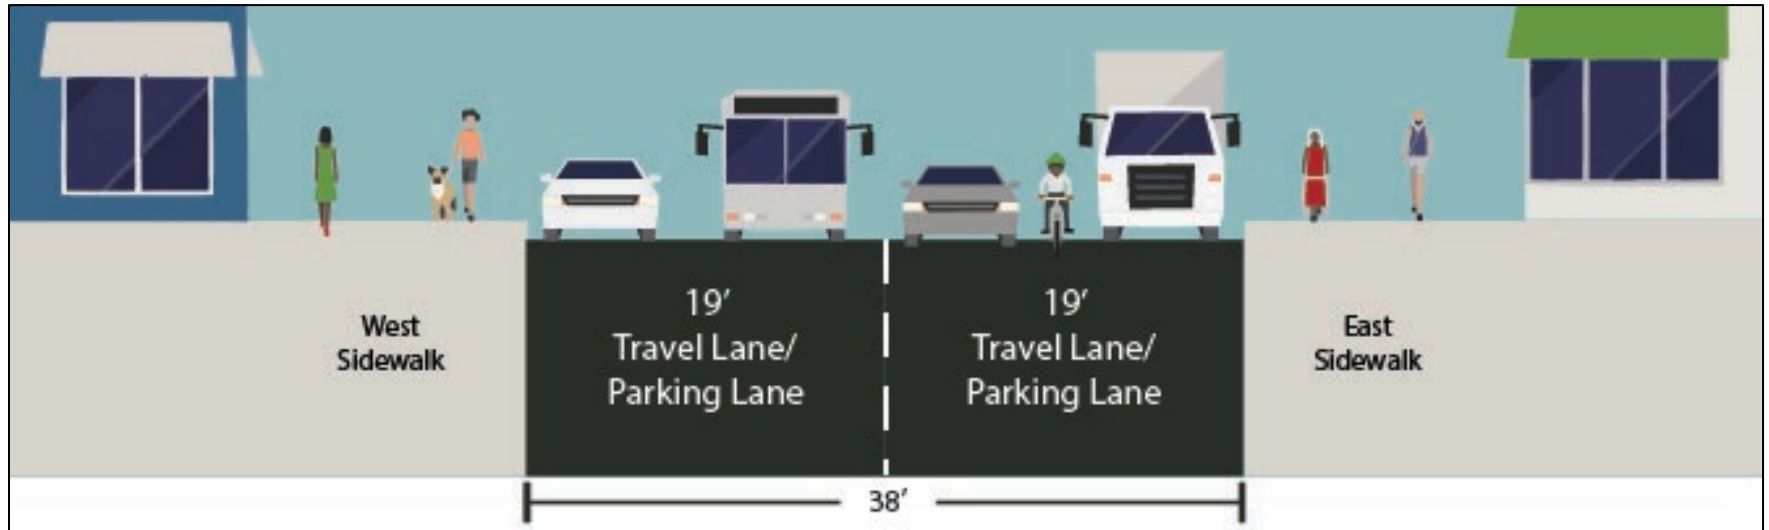 West
Sidewalk
19'
Travel Lane/
Parking Lane
19'
Travel Lane/
Parking Lane
East
Sidewalk
38'